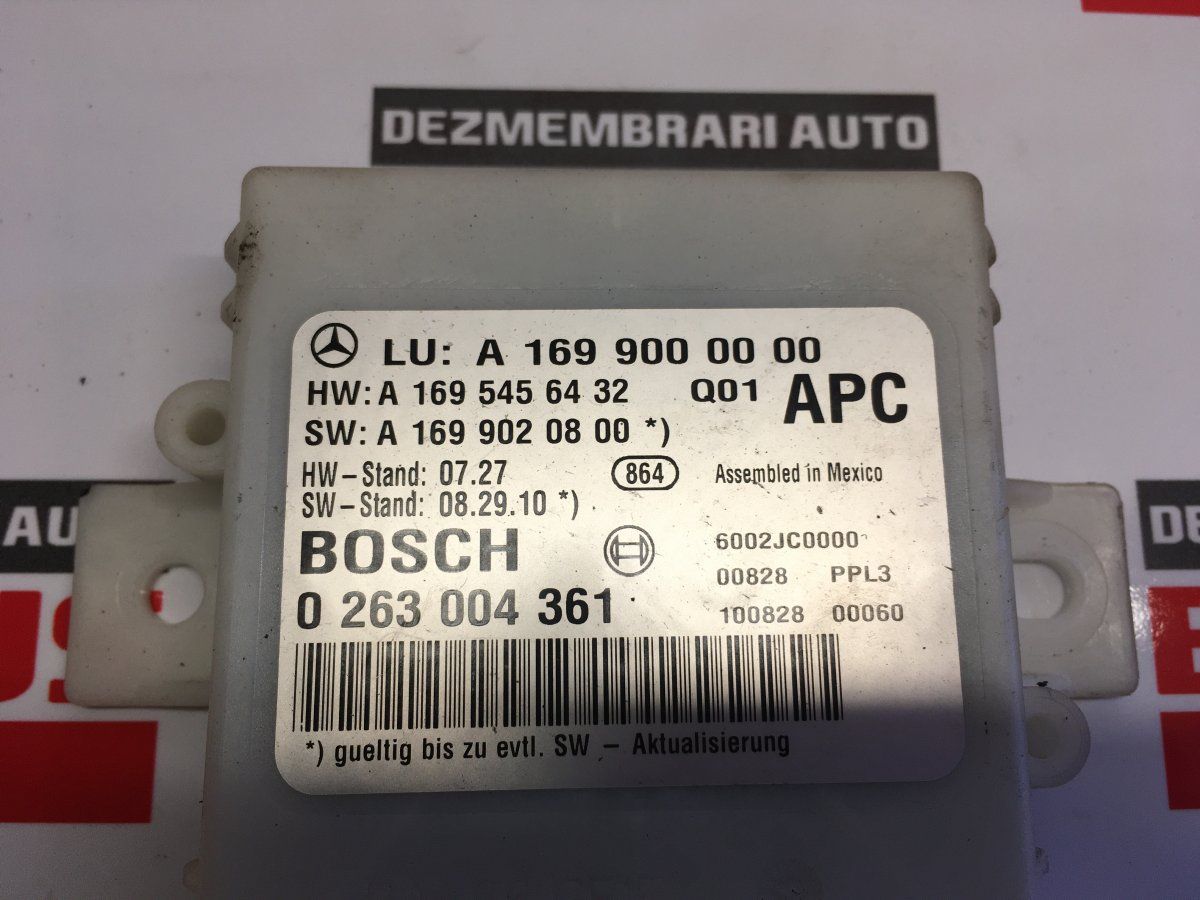 DEZMEMBRARI AUTO
LU: A 169 900 00 00
HW: A 169 545 64 32 Q01 APC
SW: A 169 902 08 00 *)
HW-Stand: 07.27 864 Assembled in Mexico
SW-Stand: 08.29.10 *)
BOSCH 6002JC0000
00828 PPL3
0 263 004 361 100828 00060
*) gueltig bis zu evtl. SW - Aktualisierung